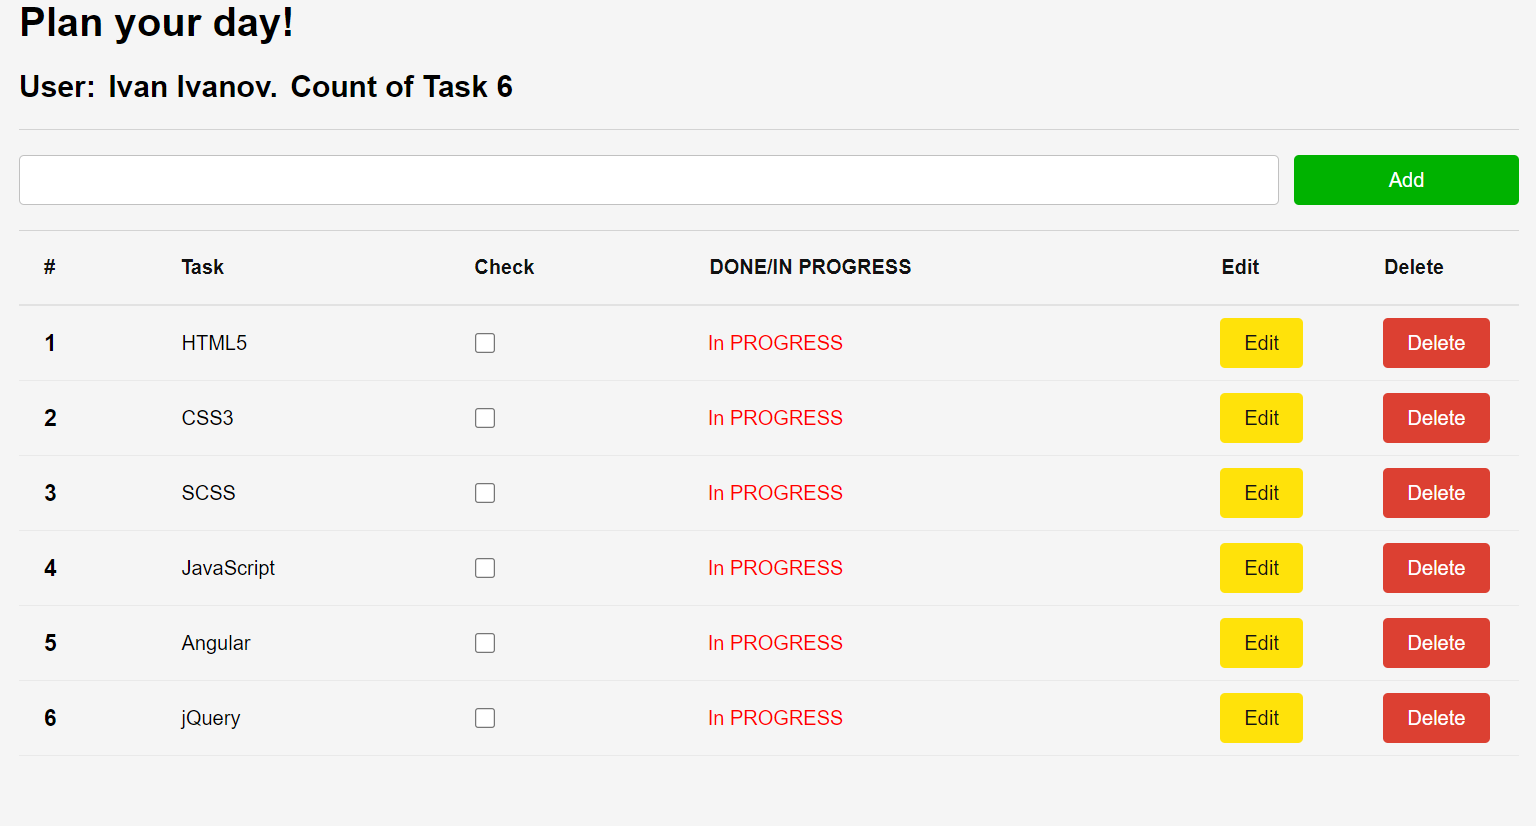 Plan your day!
User: Ivan Ivanov. Count of Task 6
Add
# Task Check DONE/IN PROGRESS Edit Delete
1 HTML5 In PROGRESS Edit Delete
2 CSS3 In PROGRESS Edit Delete
3 SCSS In PROGRESS Edit Delete
4 JavaScript In PROGRESS Edit Delete
5 Angular In PROGRESS Edit Delete
6 jQuery In PROGRESS Edit Delete